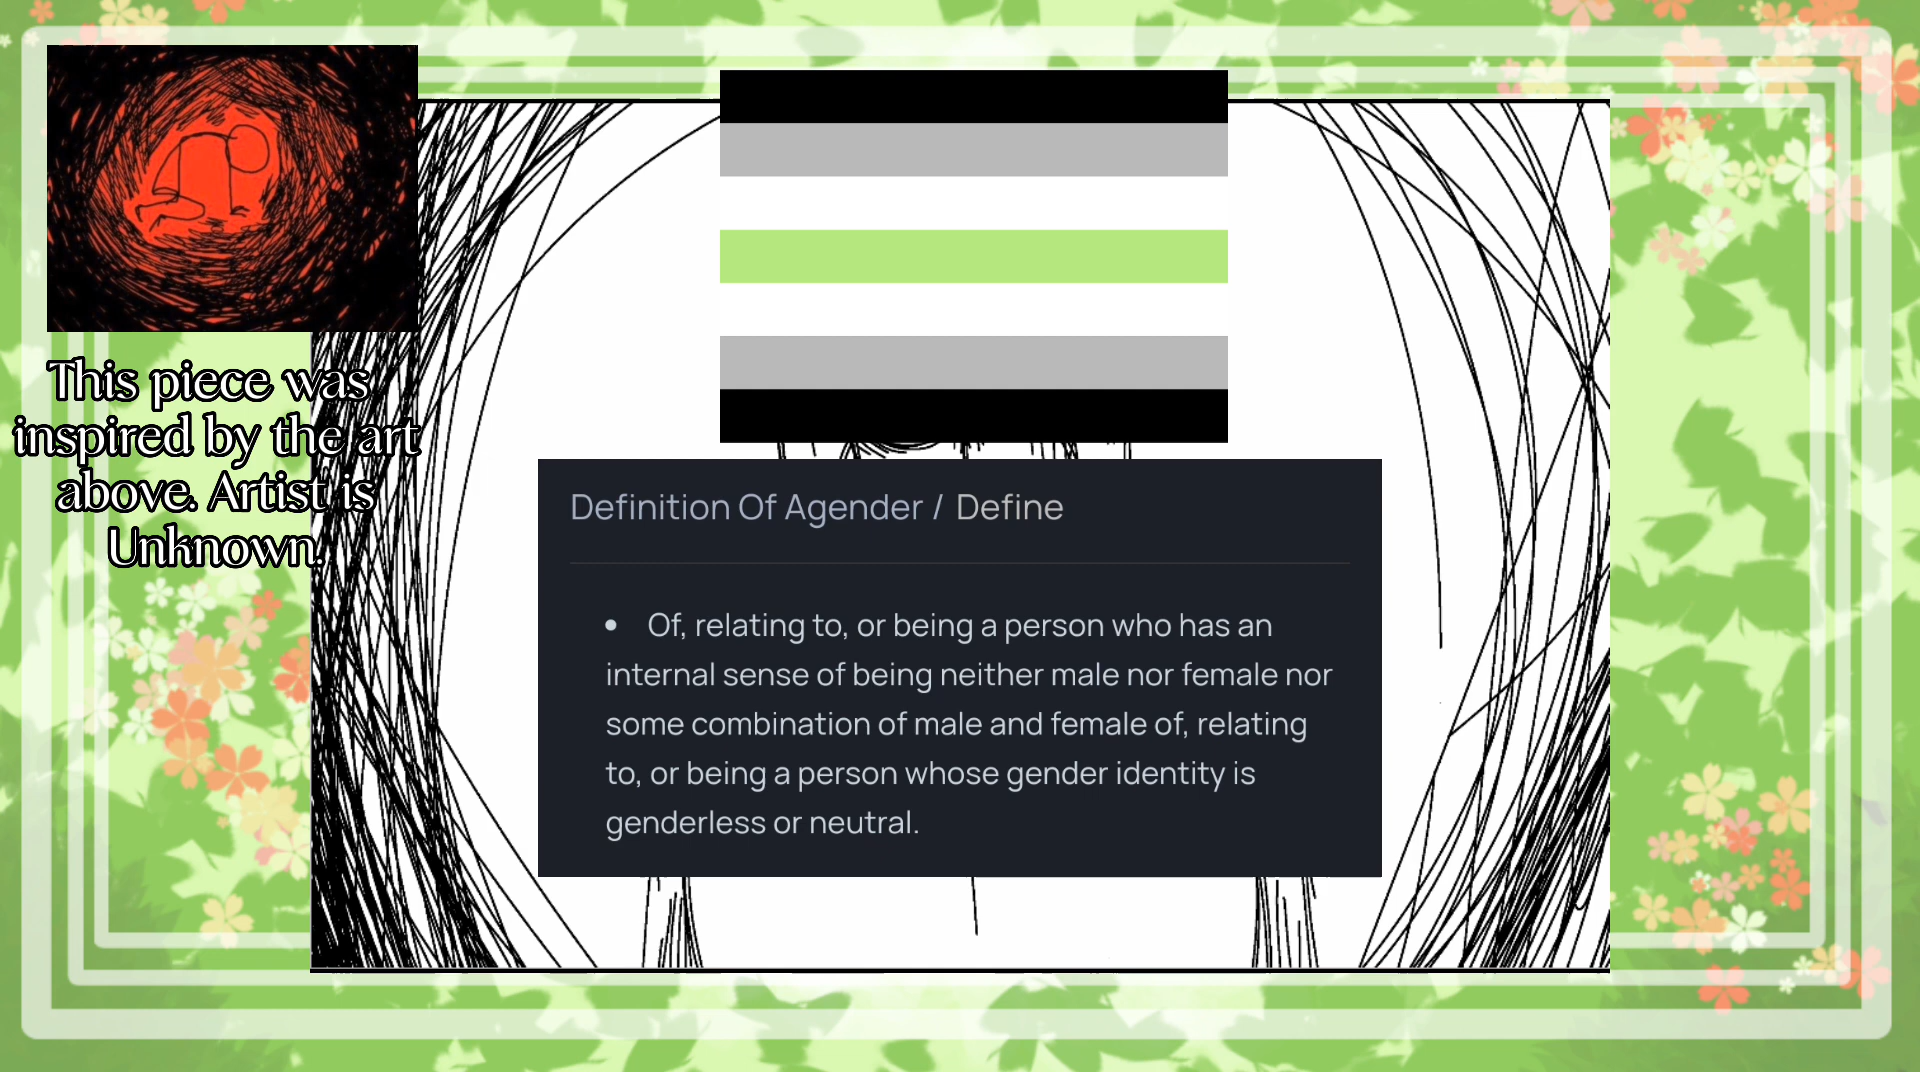 This piece was
inspired by the art
above. Artist is
Unknown.
Definition Of Agender / Define
• Of, relating to, or being a person who has an
internal sense of being neither male nor female nor
some combination of male and female of, relating
to, or being a person whose gender identity is
genderless or neutral.